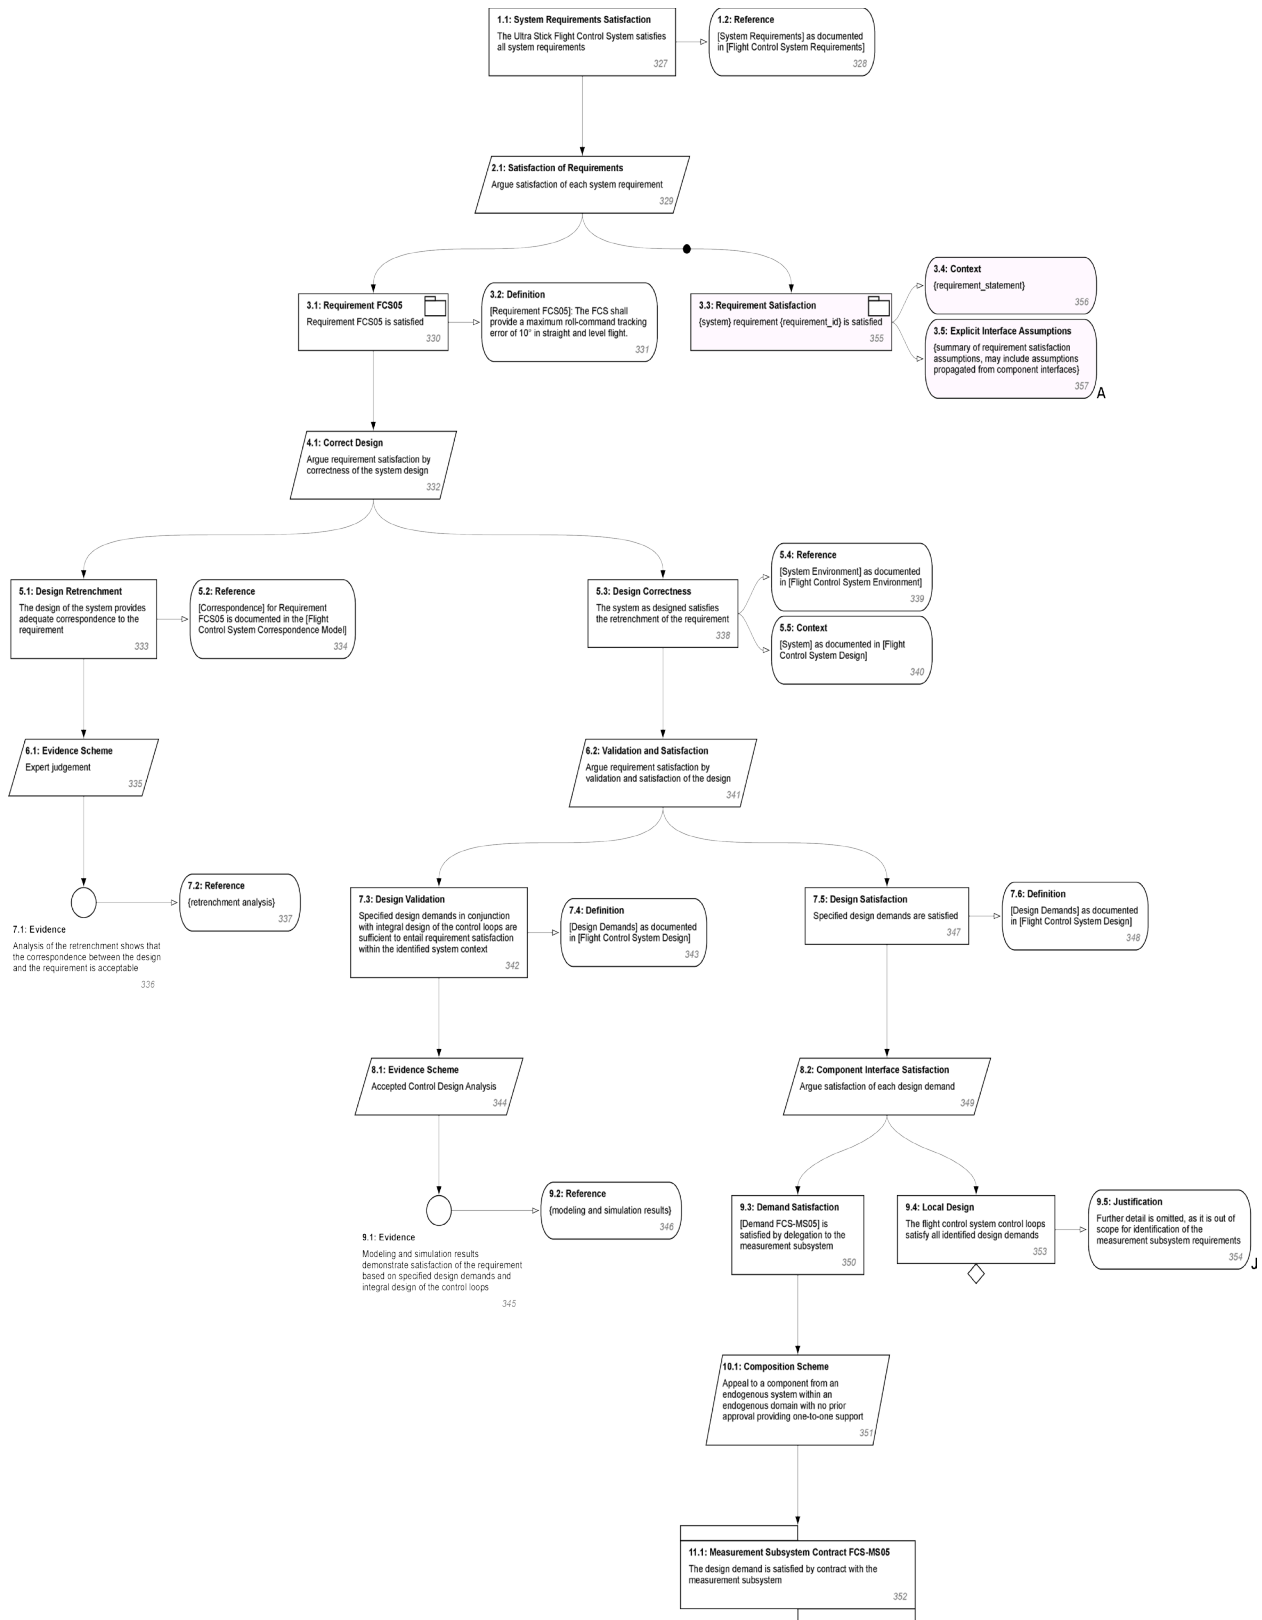 1.1: System Requirements Satisfaction
The Ultra Stick Flight Control System satisfies
all system requirements
327
1.2: Reference
[System Requirements] as documented
in [Flight Control System Requirements]
328
2.1: Satisfaction of Requirements
Argue satisfaction of each system requirement
329
3.1: Requirement FCS05
Requirement FCS05 is satisfied
330
3.2: Definition
[Requirement FCS05]: The FCS shall
provide a maximum roll-command tracking
error of 10° in straight and level flight.
331
3.3: Requirement Satisfaction
{system} requirement {requirement_id} is satisfied
355
3.4: Context
{requirement_statement}
356
3.5: Explicit Interface Assumptions
{summary of requirement satisfaction
assumptions, may include assumptions
propagated from component interfaces}
357
A
4.1: Correct Design
Argue requirement satisfaction by
correctness of the system design
332
5.1: Design Retrenchment
The design of the system provides
adequate correspondence to the
requirement
333
5.2: Reference
[Correspondence] for Requirement
FCS05 is documented in the [Flight
Control System Correspondence Model]
334
5.3: Design Correctness
The system as designed satisfies
the retrenchment of the requirement
338
5.4: Reference
[System Environment] as documented
in [Flight Control System Environment]
339
5.5: Context
[System] as documented in [Flight
Control System Design]
340
6.1: Evidence Scheme
Expert judgement
335
6.2: Validation and Satisfaction
Argue requirement satisfaction by
validation and satisfaction of the design
341
7.1: Evidence
Analysis of the retrenchment shows that
the correspondence between the design
and the requirement is acceptable
336
7.2: Reference
{retrenchment analysis}
337
7.3: Design Validation
Specified design demands in conjunction
with integral design of the control loops are
sufficient to entail requirement satisfaction
within the identified system context
342
7.4: Definition
[Design Demands] as documented
in [Flight Control System Design]
343
7.5: Design Satisfaction
Specified design demands are satisfied
347
7.6: Definition
[Design Demands] as documented
in [Flight Control System Design]
348
8.1: Evidence Scheme
Accepted Control Design Analysis
344
8.2: Component Interface Satisfaction
Argue satisfaction of each design demand
349
9.1: Evidence
Modeling and simulation results
demonstrate satisfaction of the requirement
based on specified design demands and
integral design of the control loops
345
9.2: Reference
{modeling and simulation results}
346
9.3: Demand Satisfaction
[Demand FCS-MS05] is
satisfied by delegation to the
measurement subsystem
350
9.4: Local Design
The flight control system control loops
satisfy all identified design demands
353
9.5: Justification
Further detail is omitted, as it is out of
scope for identification of the
measurement subsystem requirements
354
J
10.1: Composition Scheme
Appeal to a component from an
endogenous system within an
endogenous domain with no prior
approval providing one-to-one support
351
11.1: Measurement Subsystem Contract FCS-MS05
The design demand is satisfied by contract with the
measurement subsystem
352